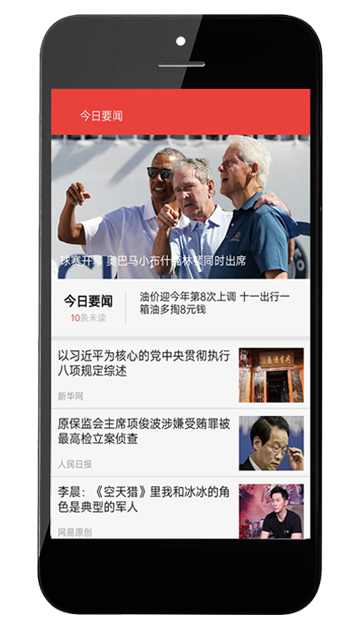 今日要闻
球赛开幕 奥巴马小布什克林顿同时出席
今日要闻
10条未读
油价迎今年第8次上调 十一出行一
箱油多掏8元钱
以习近平为核心的党中央贯彻执行
八项规定综述
新华网
原保监会主席项俊波涉嫌受贿罪被
最高检立案侦查
人民日报
李晨：《空天猎》里我和冰冰的角
色是典型的军人
网易原创